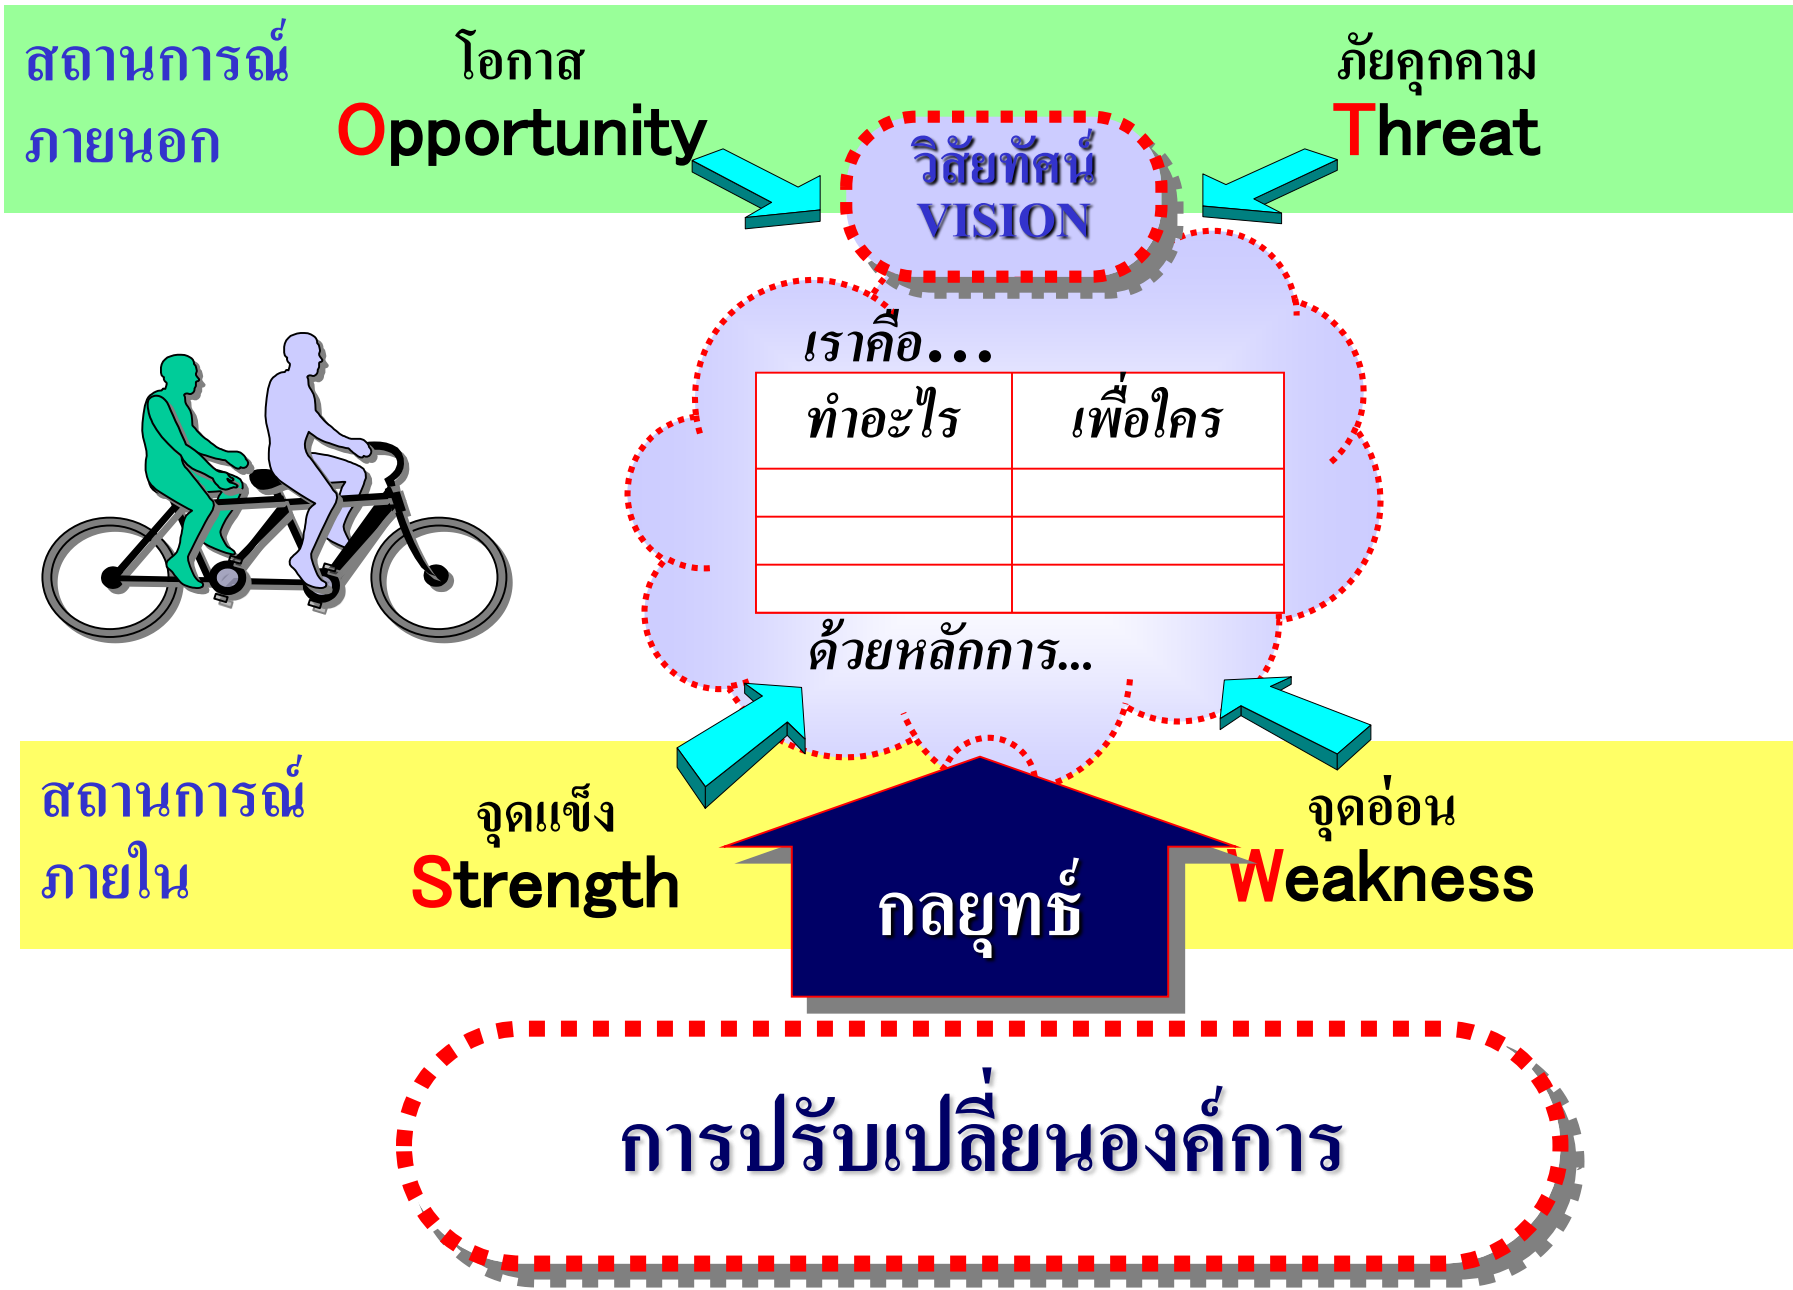 สถานการณ์
ภายนอก
โอกาส
Opportunity
ภัยคุกคาม
Threat
วิสัยทัศน์
VISION
เราคือ...
ทำอะไร เพื่อใคร
ด้วยหลักการ...
สถานการณ์
ภายใน
จุดแข็ง
Strength
กลยุทธ์
จุดอ่อน
Weakness
การปรับเปลี่ยนองค์การ